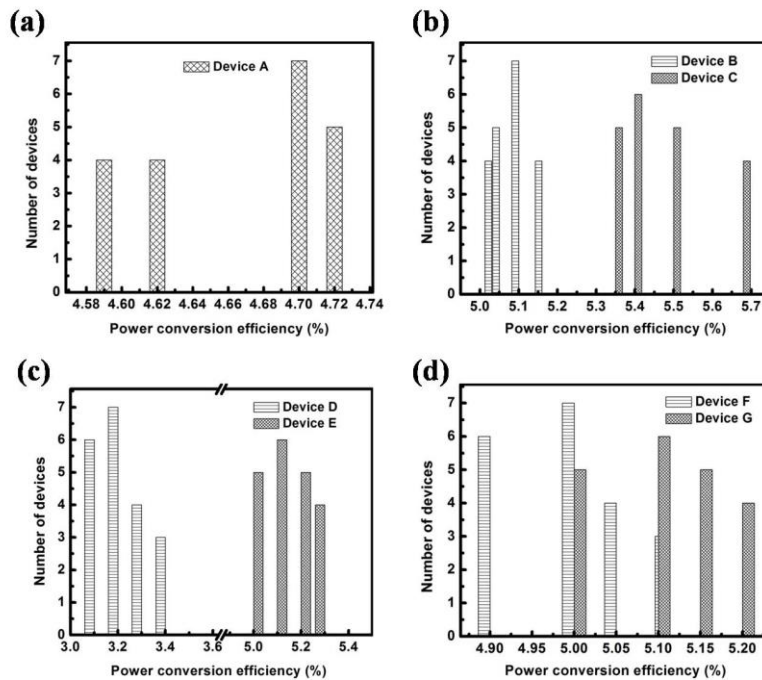 (a)
Device A
Number of devices
7
6
5
4
3
2
1
0
4.58 4.60 4.62 4.64 4.66 4.68 4.70 4.72 4.74
Power conversion efficiency (%)
(b)
Device B
Device C
Number of devices
7
6
5
4
3
2
1
0
5.0 5.1 5.2 5.3 5.4 5.5 5.6 5.7
Power conversion efficiency (%)
(c)
Device D
Device E
Number of devices
7
6
5
4
3
2
1
0
3.0 3.2 3.4 3.6 5.0 5.2 5.4
Power conversion efficiency (%)
(d)
Device F
Device G
Number of devices
7
6
5
4
3
2
1
0
4.90 4.95 5.00 5.05 5.10 5.15 5.20
Power conversion efficiency (%)